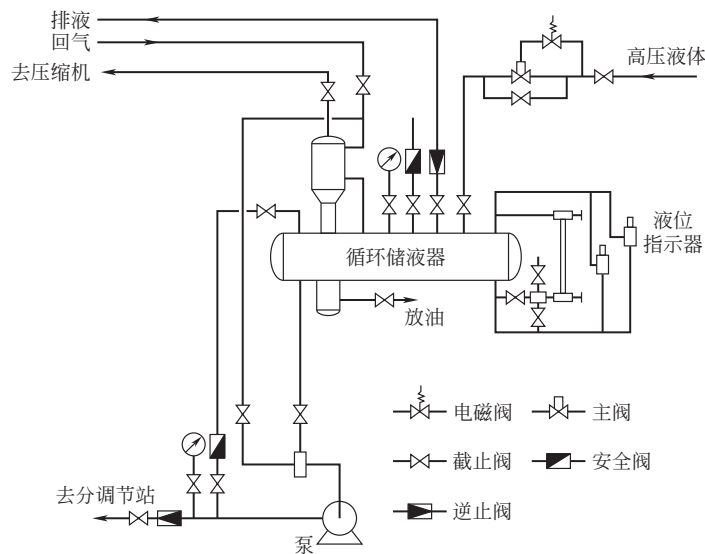 排液
回气
去压缩机
高压液体
液位
指示器
循环储液器
放油
电磁阀
主阀
截止阀
安全阀
逆止阀
去分调节站
泵